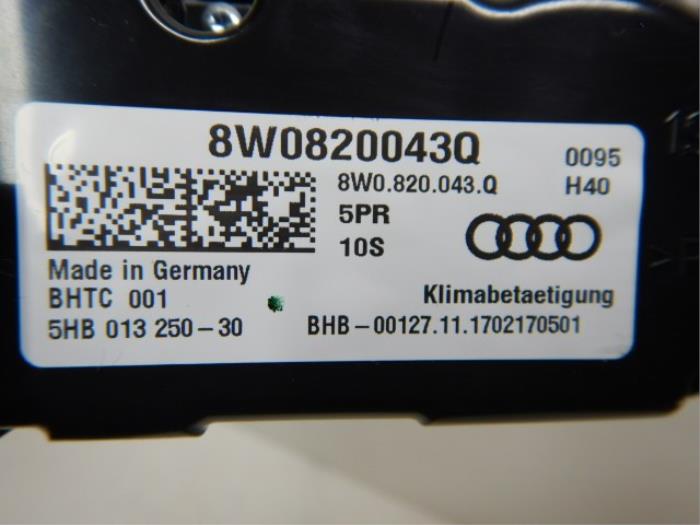 8W0820043Q
0095
8W0.820.043.Q
H40
5PR
10S
Made in Germany
BHTC 001
Klimabetaetigung
5HB 013 250-30
BHB-00127.11.1702170501